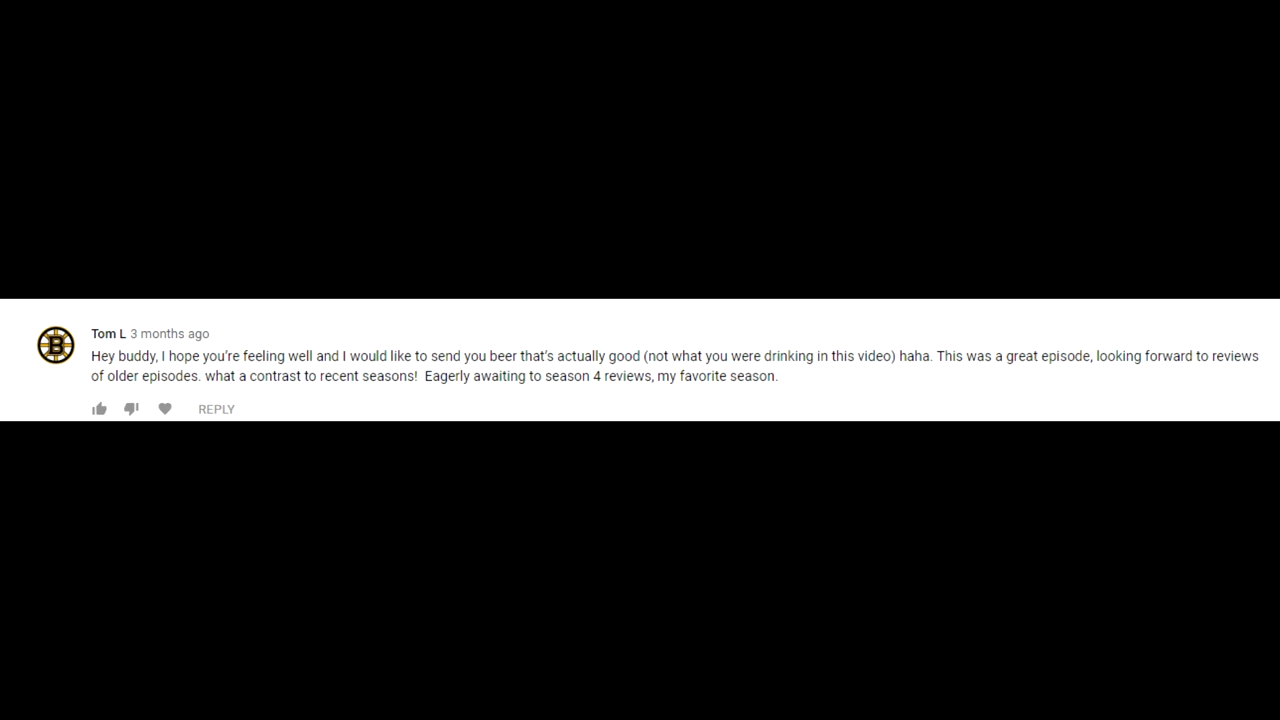 B
Tom L 3 months ago
Hey buddy, I hope you're feeling well and I would like to send you beer that's actually good (not what you were drinking in this video) haha. This was a great episode, looking forward to reviews
of older episodes. what a contrast to recent seasons!  Eagerly awaiting to season 4 reviews, my favorite season.
REPLY